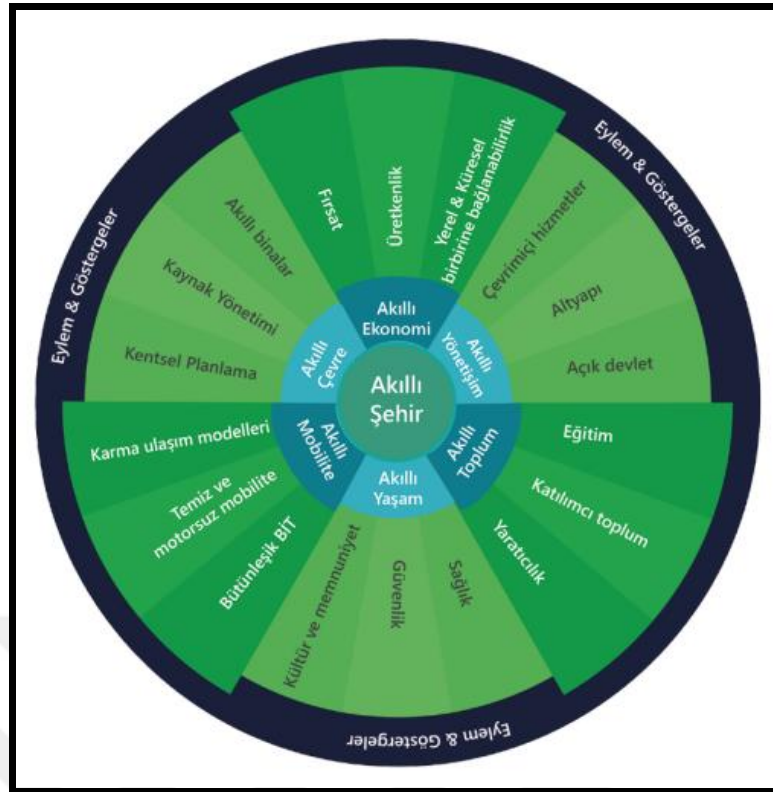 Akıllı
Şehir
Akıllı
Ekonomi
Fırsat
Üretkenlik
Yerel & Küresel
birbirine bağlanabilirlik
Akıllı
Yönetişim
Çevrimiçi hizmetler
Altyapı
Açık devlet
Akıllı
Toplum
Eğitim
Katılımcı toplum
Yaratıcılık
Akıllı
Yaşam
Sağlık
Güvenlik
Kültür ve memnuniyet
Akıllı
Mobilite
Bütünleşik BİT
Temiz ve
motorsuz mobilite
Karma ulaşım modelleri
Akıllı
Çevre
Kentsel Planlama
Kaynak Yönetimi
Akıllı binalar
Eylem & Göstergeler
Eylem & Göstergeler
Eylem & Göstergeler